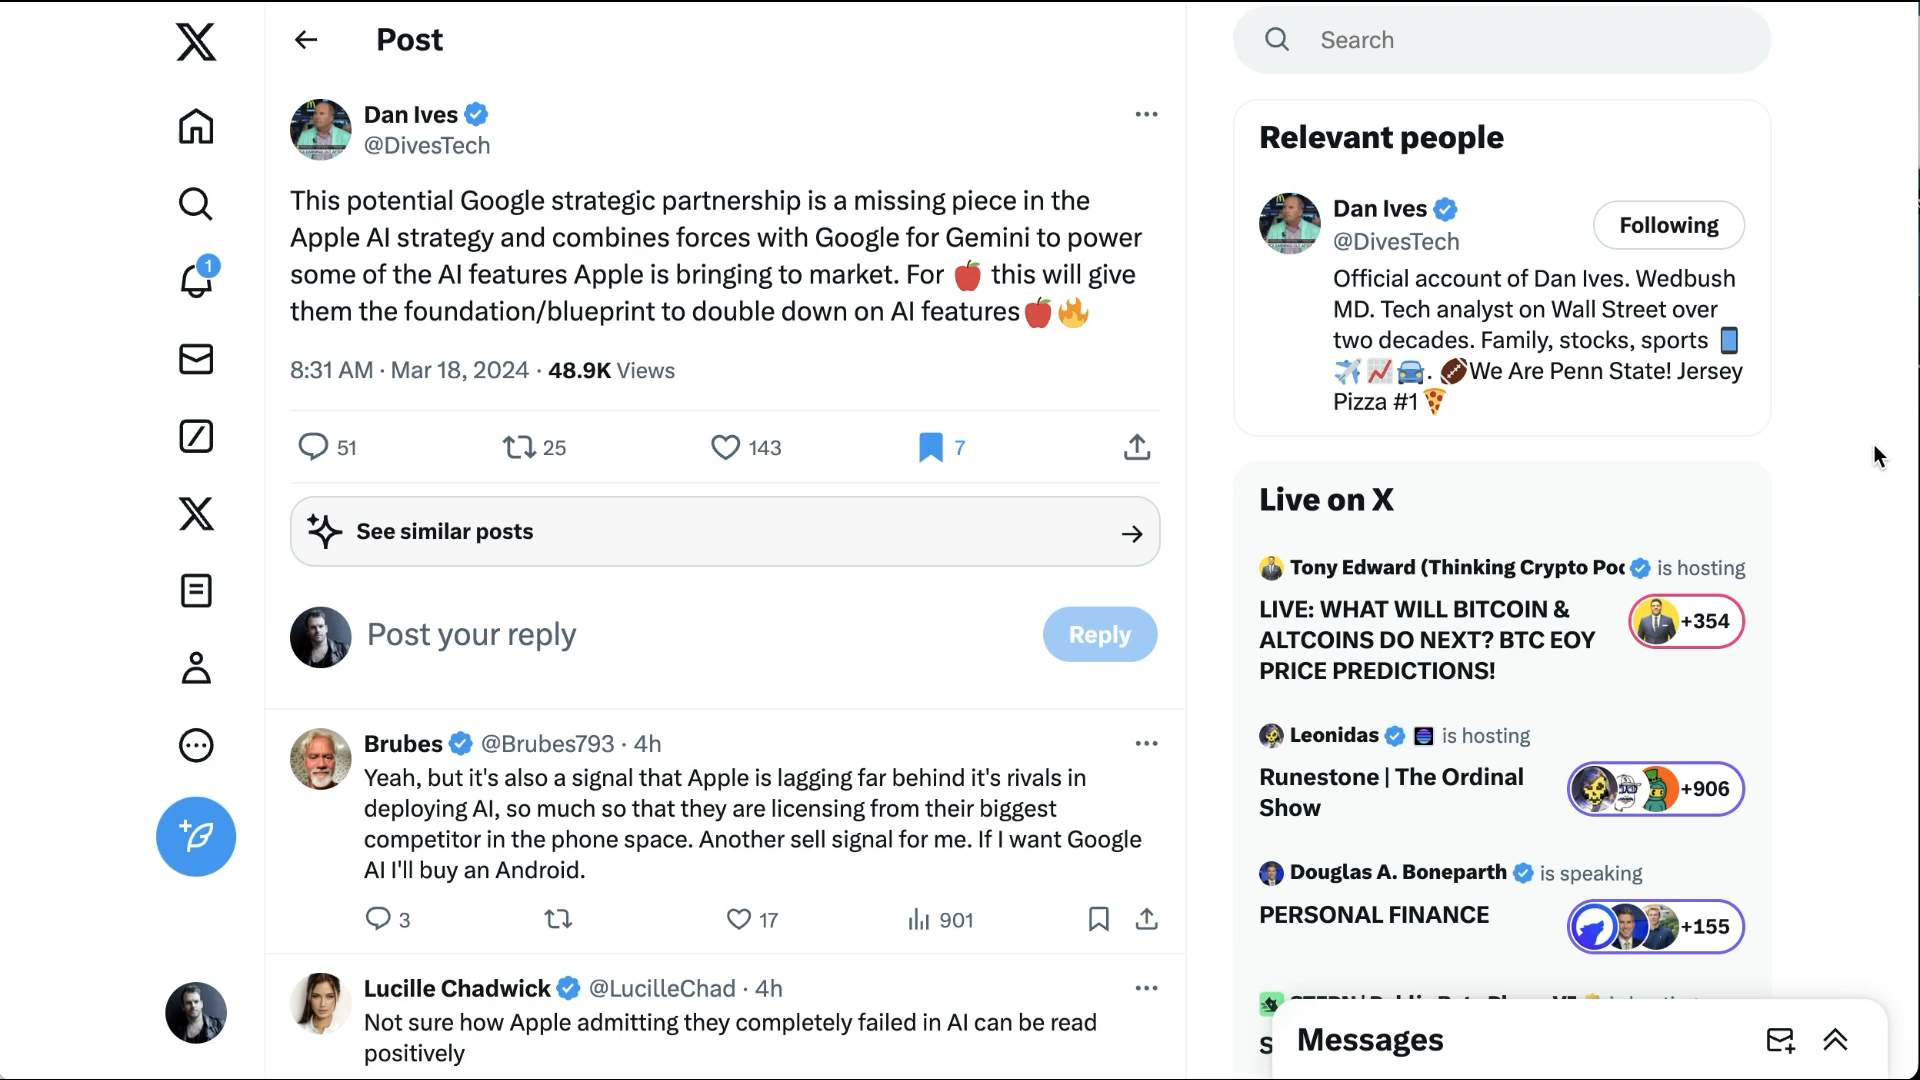 Post
Dan Ives
@DivesTech
This potential Google strategic partnership is a missing piece in the
Apple AI strategy and combines forces with Google for Gemini to power
some of the AI features Apple is bringing to market. For 🍎 this will give
them the foundation/blueprint to double down on AI features🍎🔥
8:31 AM · Mar 18, 2024 · 48.9K Views
51 25 143 7
See similar posts
Post your reply
Reply
Brubes @Brubes793 · 4h
Yeah, but it's also a signal that Apple is lagging far behind it's rivals in
deploying AI, so much so that they are licensing from their biggest
competitor in the phone space. Another sell signal for me. If I want Google
AI I'll buy an Android.
3 17 901
Lucille Chadwick @LucilleChad · 4h
Not sure how Apple admitting they completely failed in AI can be read
positively
1
Search
Relevant people
Dan Ives
@DivesTech
Following
Official account of Dan Ives. Wedbush
MD. Tech analyst on Wall Street over
two decades. Family, stocks, sports 📱
✈️📈🚘. 🏈We Are Penn State! Jersey
Pizza #1🍕
Live on X
Tony Edward (Thinking Crypto Poc is hosting
LIVE: WHAT WILL BITCOIN &
ALTCOINS DO NEXT? BTC EOY
PRICE PREDICTIONS!
+354
Leonidas is hosting
Runestone | The Ordinal
Show
+906
Douglas A. Boneparth is speaking
PERSONAL FINANCE
+155
Messages